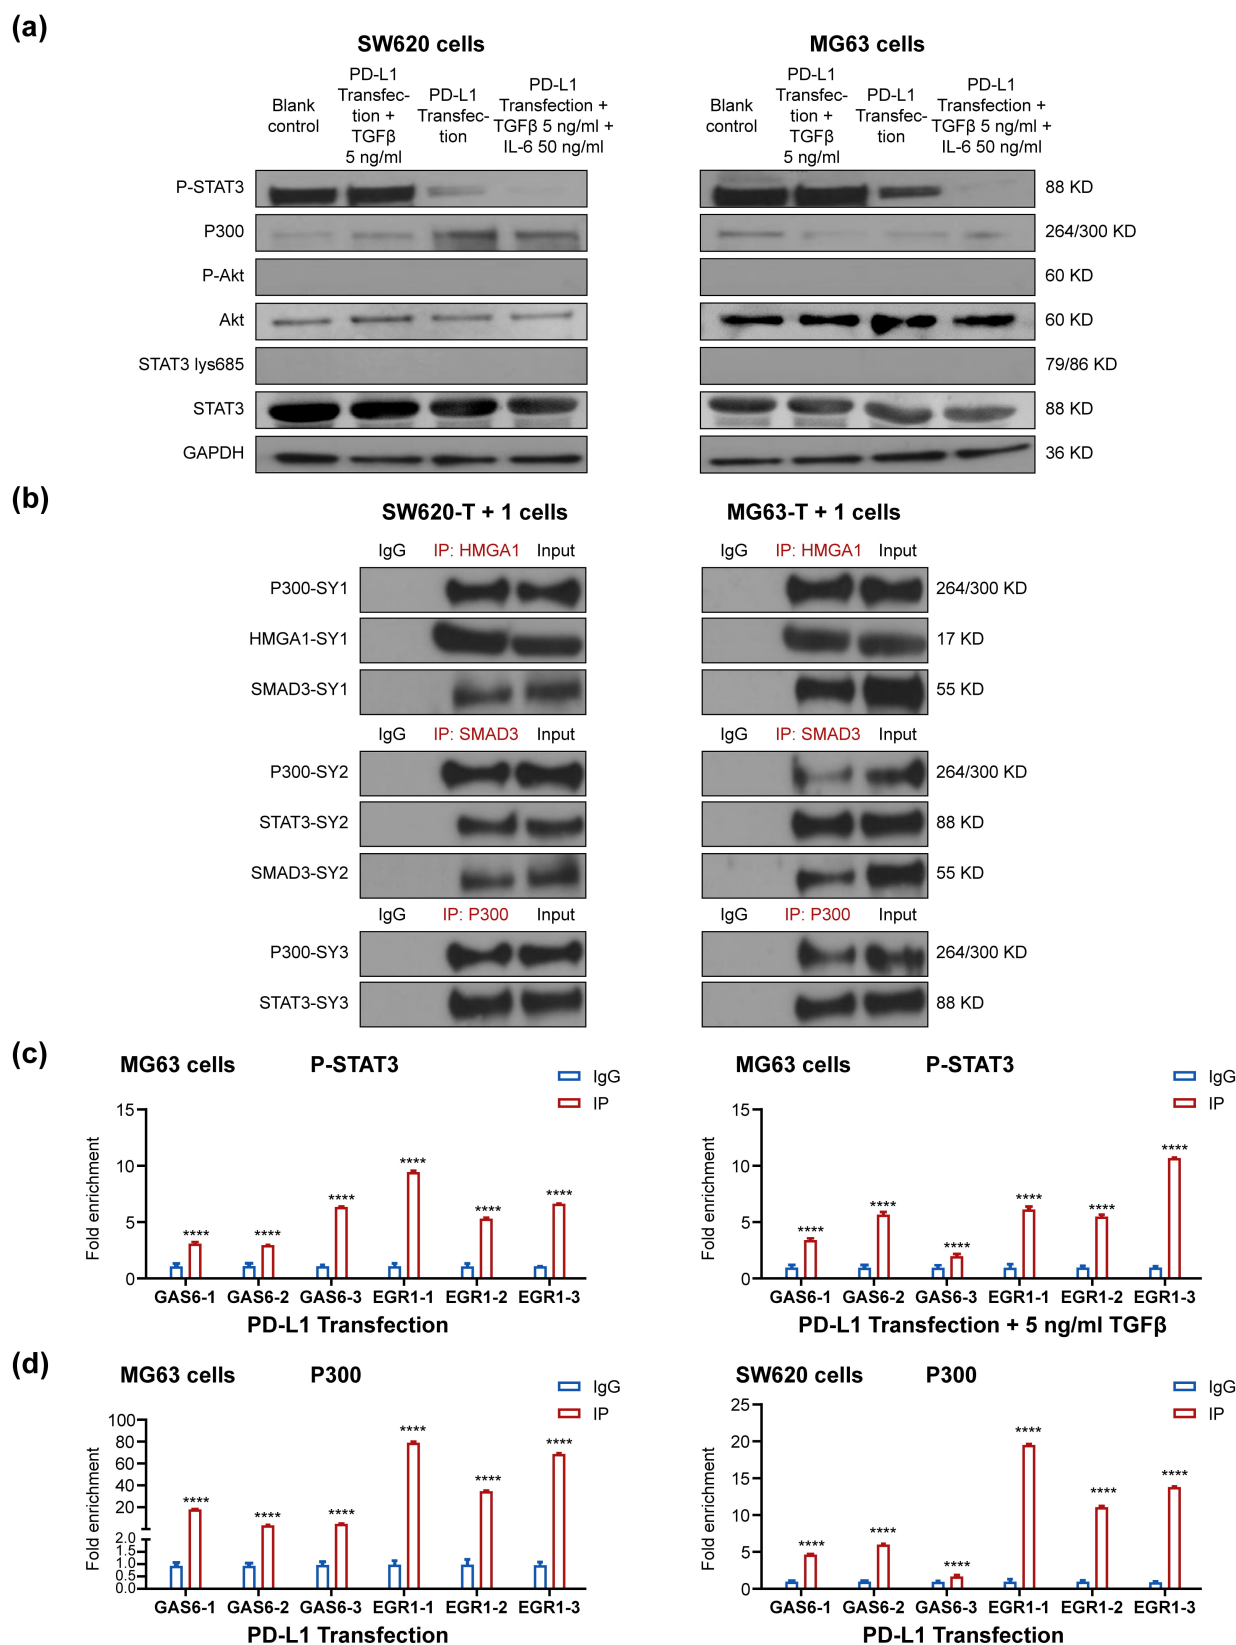 (a)
SW620 cells
MG63 cells
Blank
control
PD-L1
Transfec-
tion +
TGFβ
5 ng/ml
PD-L1
Transfec-
tion
PD-L1
Transfection +
TGFβ 5 ng/ml +
IL-6 50 ng/ml
Blank
control
PD-L1
Transfec-
tion +
TGFβ
5 ng/ml
PD-L1
Transfec-
tion
PD-L1
Transfection +
TGFβ 5 ng/ml +
IL-6 50 ng/ml
P-STAT3 88 KD
P300 264/300 KD
P-Akt 60 KD
Akt 60 KD
STAT3 lys685 79/86 KD
STAT3 88 KD
GAPDH 36 KD
(b)
SW620-T + 1 cells MG63-T + 1 cells
IgG IP: HMGA1 Input IgG IP: HMGA1 Input
P300-SY1 264/300 KD
HMGA1-SY1 17 KD
SMAD3-SY1 55 KD
IgG IP: SMAD3 Input IgG IP: SMAD3 Input
P300-SY2 264/300 KD
STAT3-SY2 88 KD
SMAD3-SY2 55 KD
IgG IP: P300 Input IgG IP: P300 Input
P300-SY3 264/300 KD
STAT3-SY3 88 KD
(c)
MG63 cells P-STAT3
IgG
IP
Fold enrichment
15
10
5
0
**** **** **** **** **** ****
GAS6-1 GAS6-2 GAS6-3 EGR1-1 EGR1-2 EGR1-3
PD-L1 Transfection
MG63 cells P-STAT3
IgG
IP
Fold enrichment
15
10
5
0
**** **** **** **** **** ****
GAS6-1 GAS6-2 GAS6-3 EGR1-1 EGR1-2 EGR1-3
PD-L1 Transfection + 5 ng/ml TGFβ
(d)
MG63 cells P300
IgG
IP
Fold enrichment
100
80
60
40
20
2.0
1.5
1.0
0.5
0.0
**** **** **** **** **** ****
GAS6-1 GAS6-2 GAS6-3 EGR1-1 EGR1-2 EGR1-3
PD-L1 Transfection
SW620 cells P300
IgG
IP
Fold enrichment
25
20
15
10
5
0
**** **** **** **** **** ****
GAS6-1 GAS6-2 GAS6-3 EGR1-1 EGR1-2 EGR1-3
PD-L1 Transfection